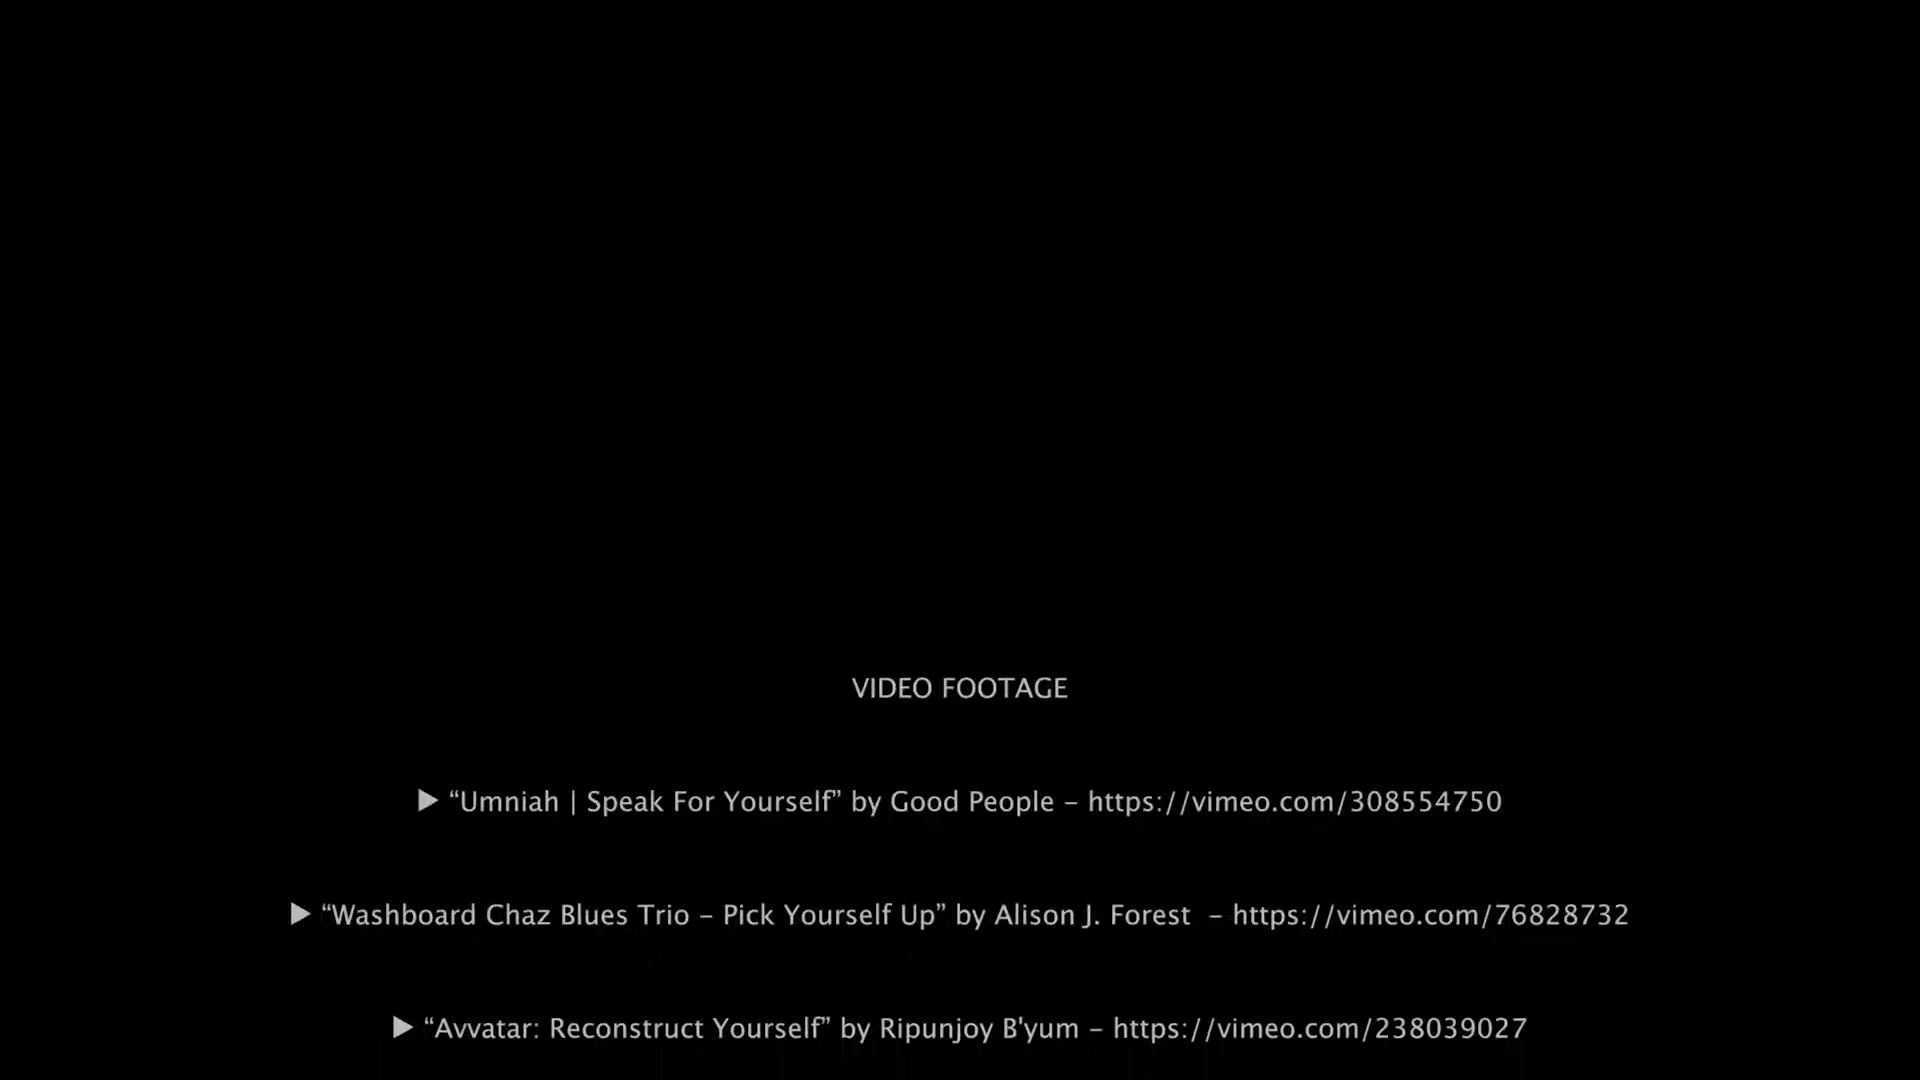 VIDEO FOOTAGE
▶ “Umniah | Speak For Yourself” by Good People – https://vimeo.com/308554750
▶ “Washboard Chaz Blues Trio – Pick Yourself Up” by Alison J. Forest – https://vimeo.com/76828732
▶ “Avvatar: Reconstruct Yourself” by Ripunjoy B'yum – https://vimeo.com/238039027